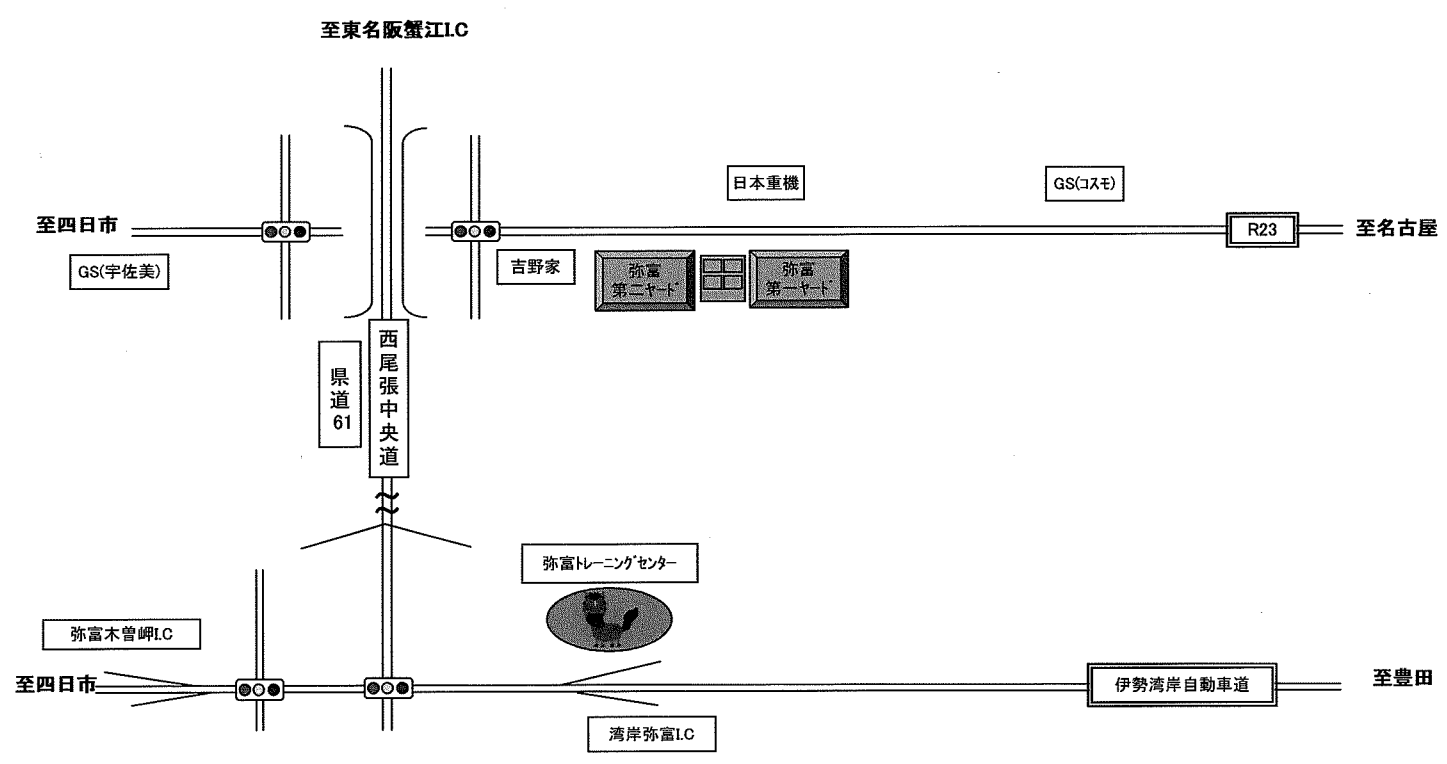 至東名阪蟹江I.C
日本重機
GS(コスモ)
至四日市
R23
至名古屋
GS(宇佐美)
吉野家
弥富
第二ヤード
弥富
第一ヤード
西尾張中央道
県道61
弥富トレーニングセンター
弥富木曽岬I.C
至四日市
伊勢湾岸自動車道
至豊田
湾岸弥富I.C